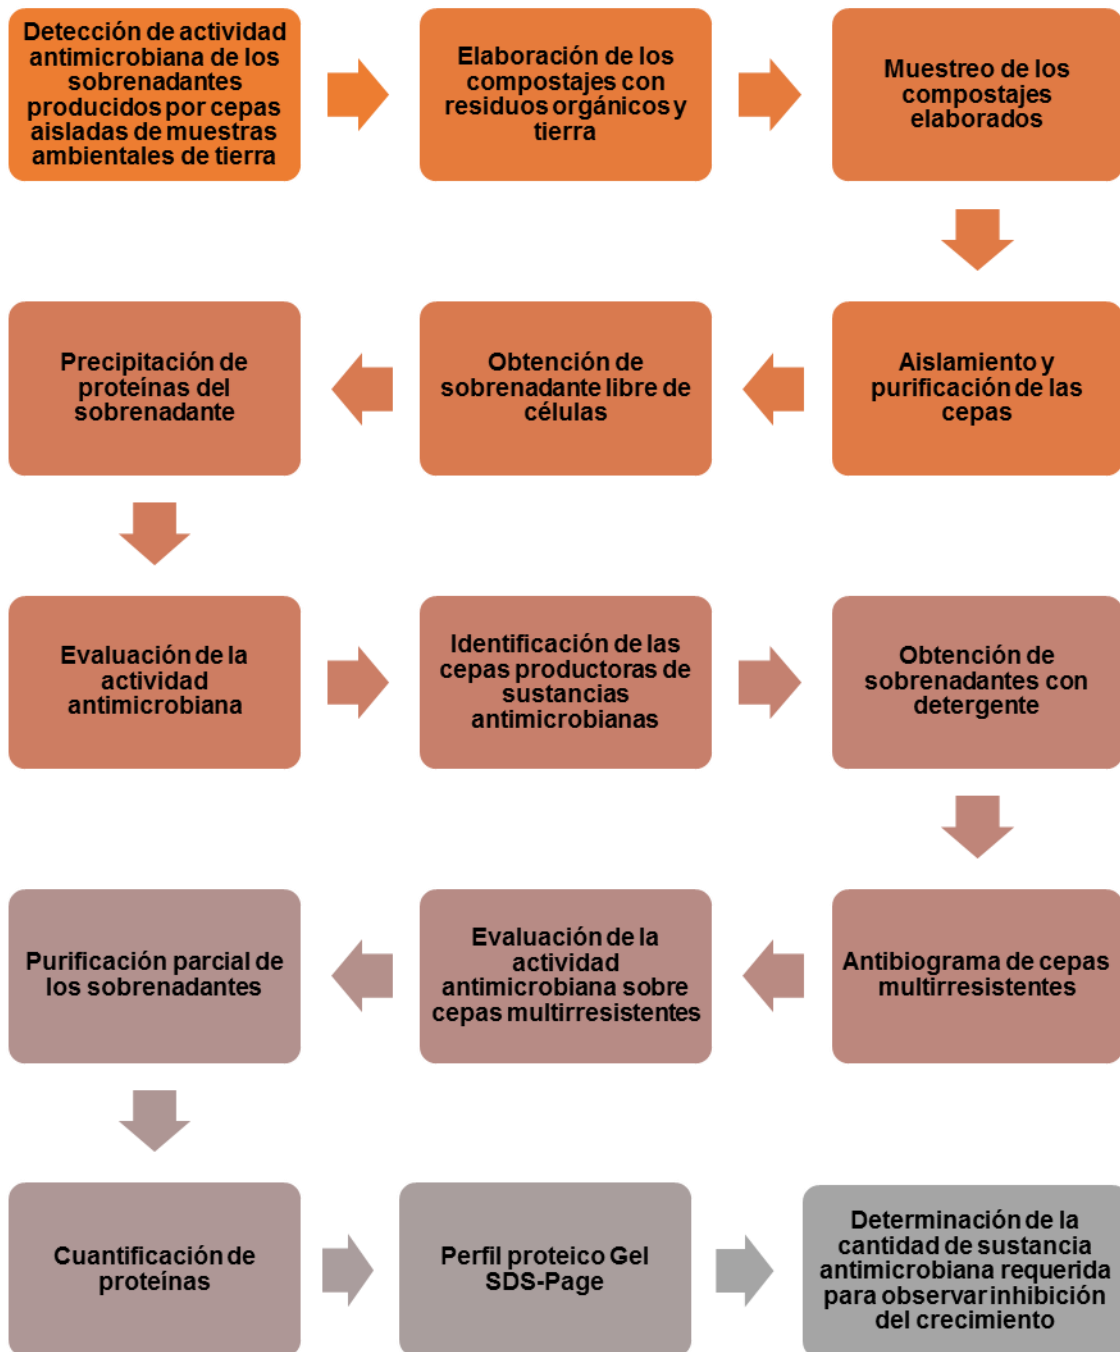 Detección de actividad
antimicrobiana de los
sobrenadantes
producidos por cepas
aisladas de muestras
ambientales de tierra
Elaboración de los
compostajes con
residuos orgánicos y
tierra
Muestreo de los
compostajes
elaborados
Aislamiento y
purificación de las
cepas
Obtención de
sobrenadante libre de
células
Precipitación de
proteínas del
sobrenadante
Evaluación de la
actividad
antimicrobiana
Identificación de las
cepas productoras de
sustancias
antimicrobianas
Obtención de
sobrenadantes con
detergente
Antibiograma de cepas
multirresistentes
Evaluación de la
actividad
antimicrobiana sobre
cepas multirresistentes
Purificación parcial de
los sobrenadantes
Cuantificación de
proteínas
Perfil proteico Gel
SDS-Page
Determinación de la
cantidad de sustancia
antimicrobiana requerida
para observar inhibición
del crecimiento